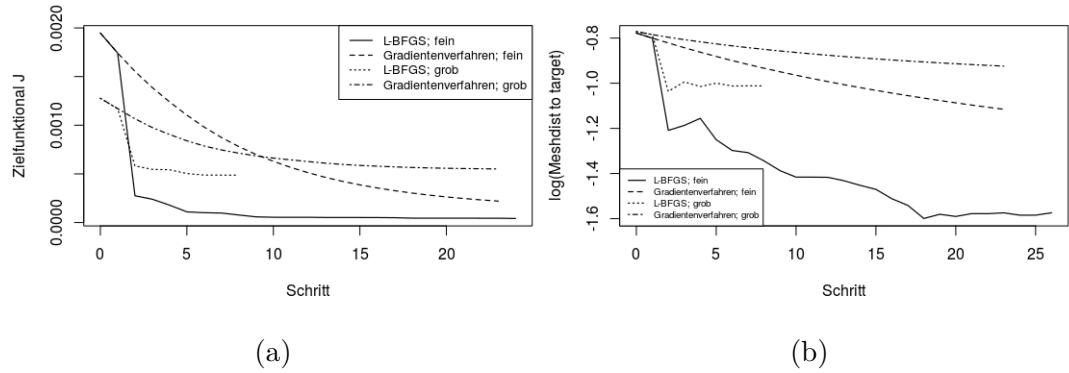 Zielfunktional J
0.0000
0.0010
0.0020
0
5
10
15
20
Schritt
L-BFGS; fein
Gradientenverfahren; fein
L-BFGS; grob
Gradientenverfahren; grob
(a)
log(Meshdist to target)
-1.6
-1.4
-1.2
-1.0
-0.8
0
5
10
15
20
25
Schritt
L-BFGS; fein
Gradientenverfahren; fein
L-BFGS; grob
Gradientenverfahren; grob
(b)